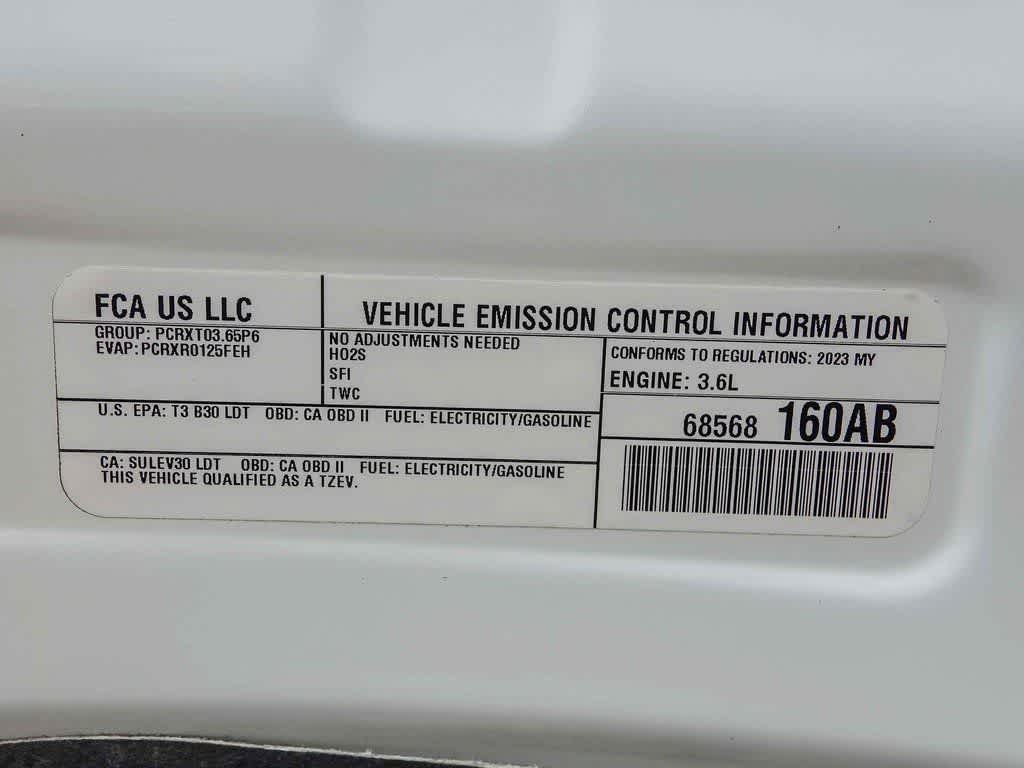 FCA US LLC
VEHICLE EMISSION CONTROL INFORMATION
GROUP: PCRXT03.65P6
EVAP: PCRXR0125FEH
NO ADJUSTMENTS NEEDED
HO2S
SFI
TWC
CONFORMS TO REGULATIONS: 2023 MY
ENGINE: 3.6L
U.S. EPA: T3 B30 LDT OBD: CA OBD II FUEL: ELECTRICITY/GASOLINE
68568 160AB
CA: SULEV30 LDT OBD: CA OBD II FUEL: ELECTRICITY/GASOLINE
THIS VEHICLE QUALIFIED AS A TZEV.